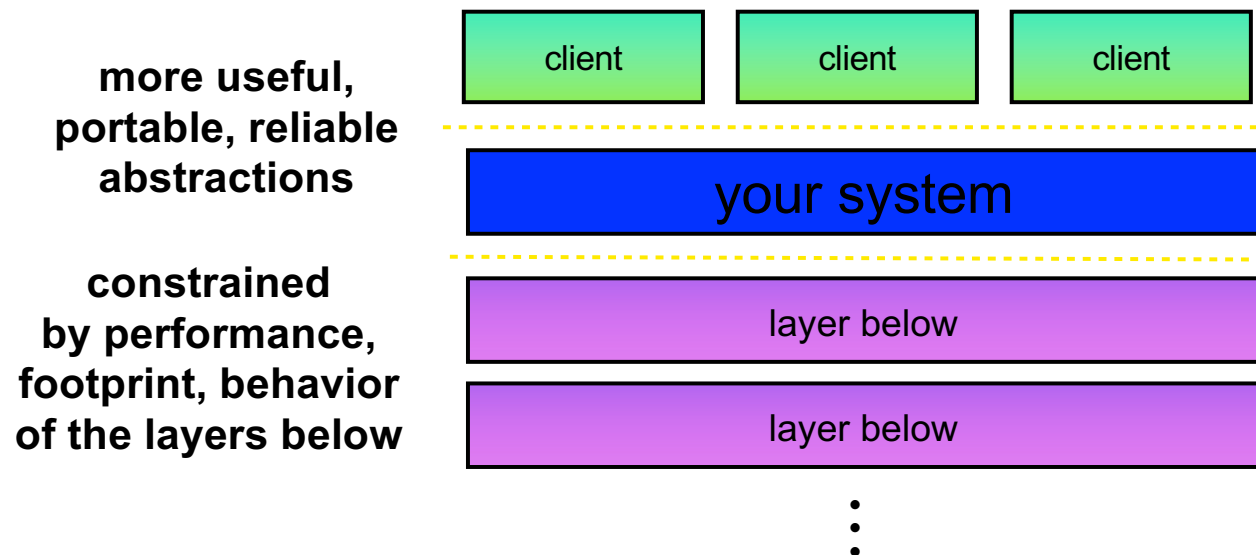 more useful,
portable, reliable
abstractions
client
client
client
your system
constrained
by performance,
footprint, behavior
of the layers below
layer below
layer below